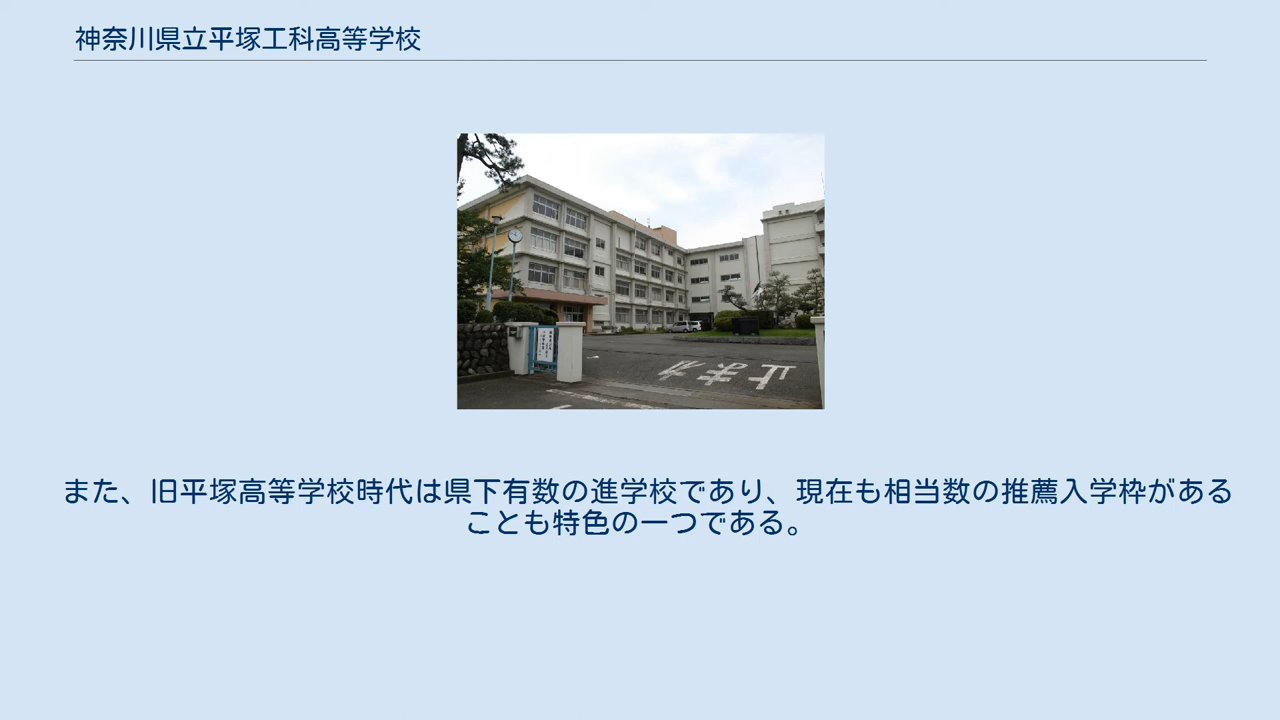 神奈川県立平塚工科高等学校
止まれ
また、旧平塚高等学校時代は県下有数の進学校であり、現在も相当数の推薦入学枠がある
ことも特色の一つである。